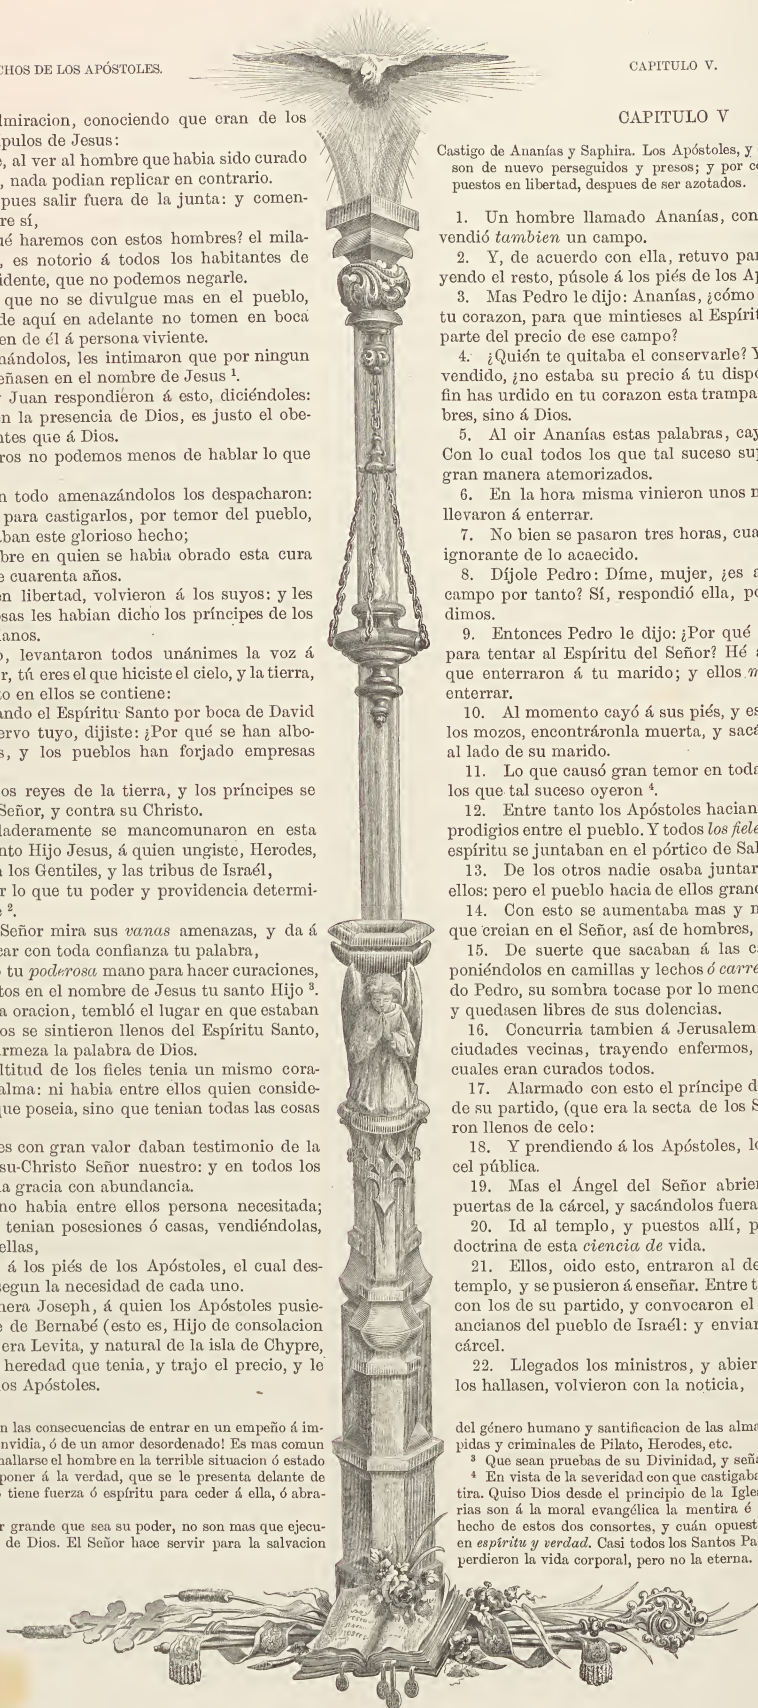 CHOS DE LOS APÓSTOLES.
miracion, conociendo que eran de los
pulos de Jesus:
, al ver al hombre que habia sido curado
, nada podian replicar en contrario.
pues salir fuera de la junta: y comen-
re sí,
ué haremos con estos hombres? el mila-
, es notorio á todos los habitantes de
idente, que no podemos negarle.
que no se divulgue mas en el pueblo,
de aquí en adelante no tomen en boca
en de él á persona viviente.
nándolos, les intimaron que por ningun
eñasen en el nombre de Jesus ¹.
Juan respondieron á esto, diciéndoles:
n la presencia de Dios, es justo el obe-
ntes que á Dios.
ros no podemos menos de hablar lo que
n todo amenazándolos los despacharon:
para castigarlos, por temor del pueblo,
ban este glorioso hecho;
bre en quien se habia obrado esta cura
e cuarenta años.
n libertad, volvieron á los suyos: y les
osas les habian dicho los príncipes de los
anos.
o, levantaron todos unánimes la voz á
r, tú eres el que hiciste el cielo, y la tierra,
to en ellos se contiene:
ando el Espíritu Santo por boca de David
ervo tuyo, dijiste: ¿Por qué se han albo-
s, y los pueblos han forjado empresas
os reyes de la tierra, y los príncipes se
Señor, y contra su Christo.
laderamente se mancomunaron en esta
nto Hijo Jesus, á quien ungiste, Herodes,
los Gentiles, y las tribus de Israél,
r lo que tu poder y providencia determi-
e ².
Señor mira sus vanas amenazas, y da á
car con toda confianza tu palabra,
o tu poderosa mano para hacer curaciones,
tos en el nombre de Jesus tu santo Hijo ³.
a oracion, tembló el lugar en que estaban
os se sintieron llenos del Espíritu Santo,
rmeza la palabra de Dios.
ltitud de los fieles tenia un mismo cora-
alma: ni habia entre ellos quien conside-
que poseia, sino que tenian todas las cosas
es con gran valor daban testimonio de la
su-Christo Señor nuestro: y en todos los
a gracia con abundancia.
no habia entre ellos persona necesitada;
tenian posesiones ó casas, vendiéndolas,
ellas,
á los piés de los Apóstoles, el cual des-
segun la necesidad de cada uno.
nera Joseph, á quien los Apóstoles pusie-
e de Bernabé (esto es, Hijo de consolacion
era Levita, y natural de la isla de Chypre,
heredad que tenia, y trajo el precio, y le
os Apóstoles.
n las consecuencias de entrar en un empeño á im-
nvidia, ó de un amor desordenado! Es mas comun
hallarse el hombre en la terrible situacion ó estado
poner á la verdad, que se le presenta delante de
o tiene fuerza ó espíritu para ceder á ella, ó abra-
r grande que sea su poder, no son mas que ejecu-
de Dios. El Señor hace servir para la salvacion
CAPITULO V.
CAPITULO V
Castigo de Ananías y Saphira. Los Apóstoles, y
son de nuevo perseguidos y presos; y por c
puestos en libertad, despues de ser azotados.
1. Un hombre llamado Ananías, con
vendió tambien un campo.
2. Y, de acuerdo con ella, retuvo par
yendo el resto, púsole á los piés de los Ap
3. Mas Pedro le dijo: Ananías, ¿cómo
tu corazon, para que mintieses al Espírit
parte del precio de ese campo?
4. ¿Quién te quitaba el conservarle? Y
vendido, ¿no estaba su precio á tu dispo
fin has urdido en tu corazon esta trampa
bres, sino á Dios.
5. Al oir Ananías estas palabras, cay
Con lo cual todos los que tal suceso sup
gran manera atemorizados.
6. En la hora misma vinieron unos m
llevaron á enterrar.
7. No bien se pasaron tres horas, cua
ignorante de lo acaecido.
8. Díjole Pedro: Díme, mujer, ¿es a
campo por tanto? Sí, respondió ella, po
dimos.
9. Entonces Pedro le dijo: ¿Por qué
para tentar al Espíritu del Señor? Hé a
que enterraron á tu marido; y ellos m
enterrar.
10. Al momento cayó á sus piés, y es
los mozos, encontráronla muerta, y sacá
al lado de su marido.
11. Lo que causó gran temor en toda
los que tal suceso oyeron ⁴.
12. Entre tanto los Apóstoles hacian
prodigios entre el pueblo. Y todos los fiele
espíritu se juntaban en el pórtico de Sal
13. De los otros nadie osaba juntar
ellos: pero el pueblo hacia de ellos grand
14. Con esto se aumentaba mas y m
que creian en el Señor, así de hombres,
15. De suerte que sacaban á las c
poniéndolos en camillas y lechos ó carre
do Pedro, su sombra tocase por lo meno
y quedasen libres de sus dolencias.
16. Concurria tambien á Jerusalem
ciudades vecinas, trayendo enfermos,
cuales eran curados todos.
17. Alarmado con esto el príncipe d
de su partido, (que era la secta de los S
ron llenos de celo:
18. Y prendiendo á los Apóstoles, lo
cel pública.
19. Mas el Ángel del Señor abrien
puertas de la cárcel, y sacándolos fuera
20. Id al templo, y puestos allí, p
doctrina de esta ciencia de vida.
21. Ellos, oido esto, entraron al de
templo, y se pusieron á enseñar. Entre t
con los de su partido, y convocaron el
ancianos del pueblo de Israél: y envian
cárcel.
22. Llegados los ministros, y abier
los hallasen, volvieron con la noticia,
del género humano y santificacion de las alma
pidas y criminales de Pilato, Herodes, etc.
³ Que sean pruebas de su Divinidad, y seña
⁴ En vista de la severidad con que castigaba
tira. Quiso Dios desde el principio de la Igles
rias son á la moral evangélica la mentira é
hecho de estos dos consortes, y cuán opuest
en espíritu y verdad. Casi todos los Santos Pa
perdieron la vida corporal, pero no la eterna.